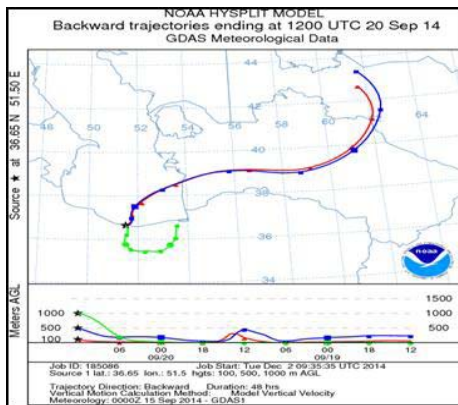 NOAA HYSPLIT MODEL
Backward trajectories ending at 1200 UTC 20 Sep 14
GDAS Meteorological Data
Source ★ at 36.65 N 51.50 E
44
46 48 50 52 54 56 58 60 62 64
42
40
38
36
34
noaa
Meters AGL
1500
1000 1000
500 500
100
06 00 18 12 06 00 18 12
09/20 09/19
Job ID: 185086 Job Start: Tue Dec 2 09:35:35 UTC 2014
Source 1 lat.: 36.65 lon.: 51.5 hgts: 100, 500, 1000 m AGL
Trajectory Direction: Backward Duration: 48 hrs
Vertical Motion Calculation Method: Model Vertical Velocity
Meteorology: 0000Z 15 Sep 2014 - GDAS1